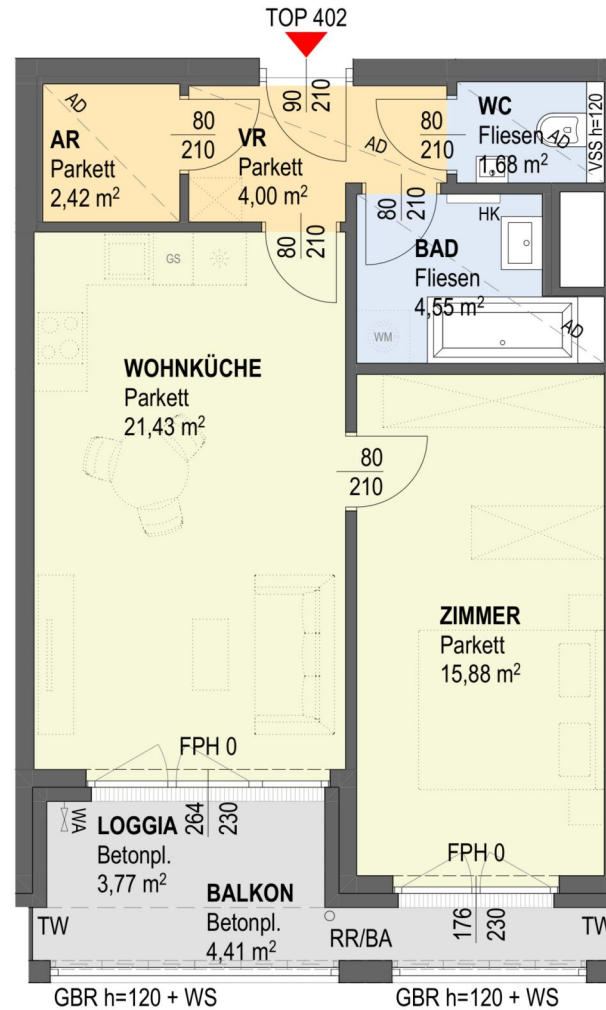 TOP 402
90
210
AD
AR
Parkett
2,42 m²
80
210
VR
Parkett
4,00 m²
AD
80
210
WC
Fliesen
1,68 m²
AD
VSS h=120
80
210
80
210
HK
BAD
Fliesen
4,55 m²
AD
WM
GS
WOHNKÜCHE
Parkett
21,43 m²
80
210
ZIMMER
Parkett
15,88 m²
FPH 0
264
230
WA
LOGGIA
Betonpl.
3,77 m²
FPH 0
176
230
BALKON
Betonpl.
4,41 m²
TW
RR/BA
TW
GBR h=120 + WS
GBR h=120 + WS